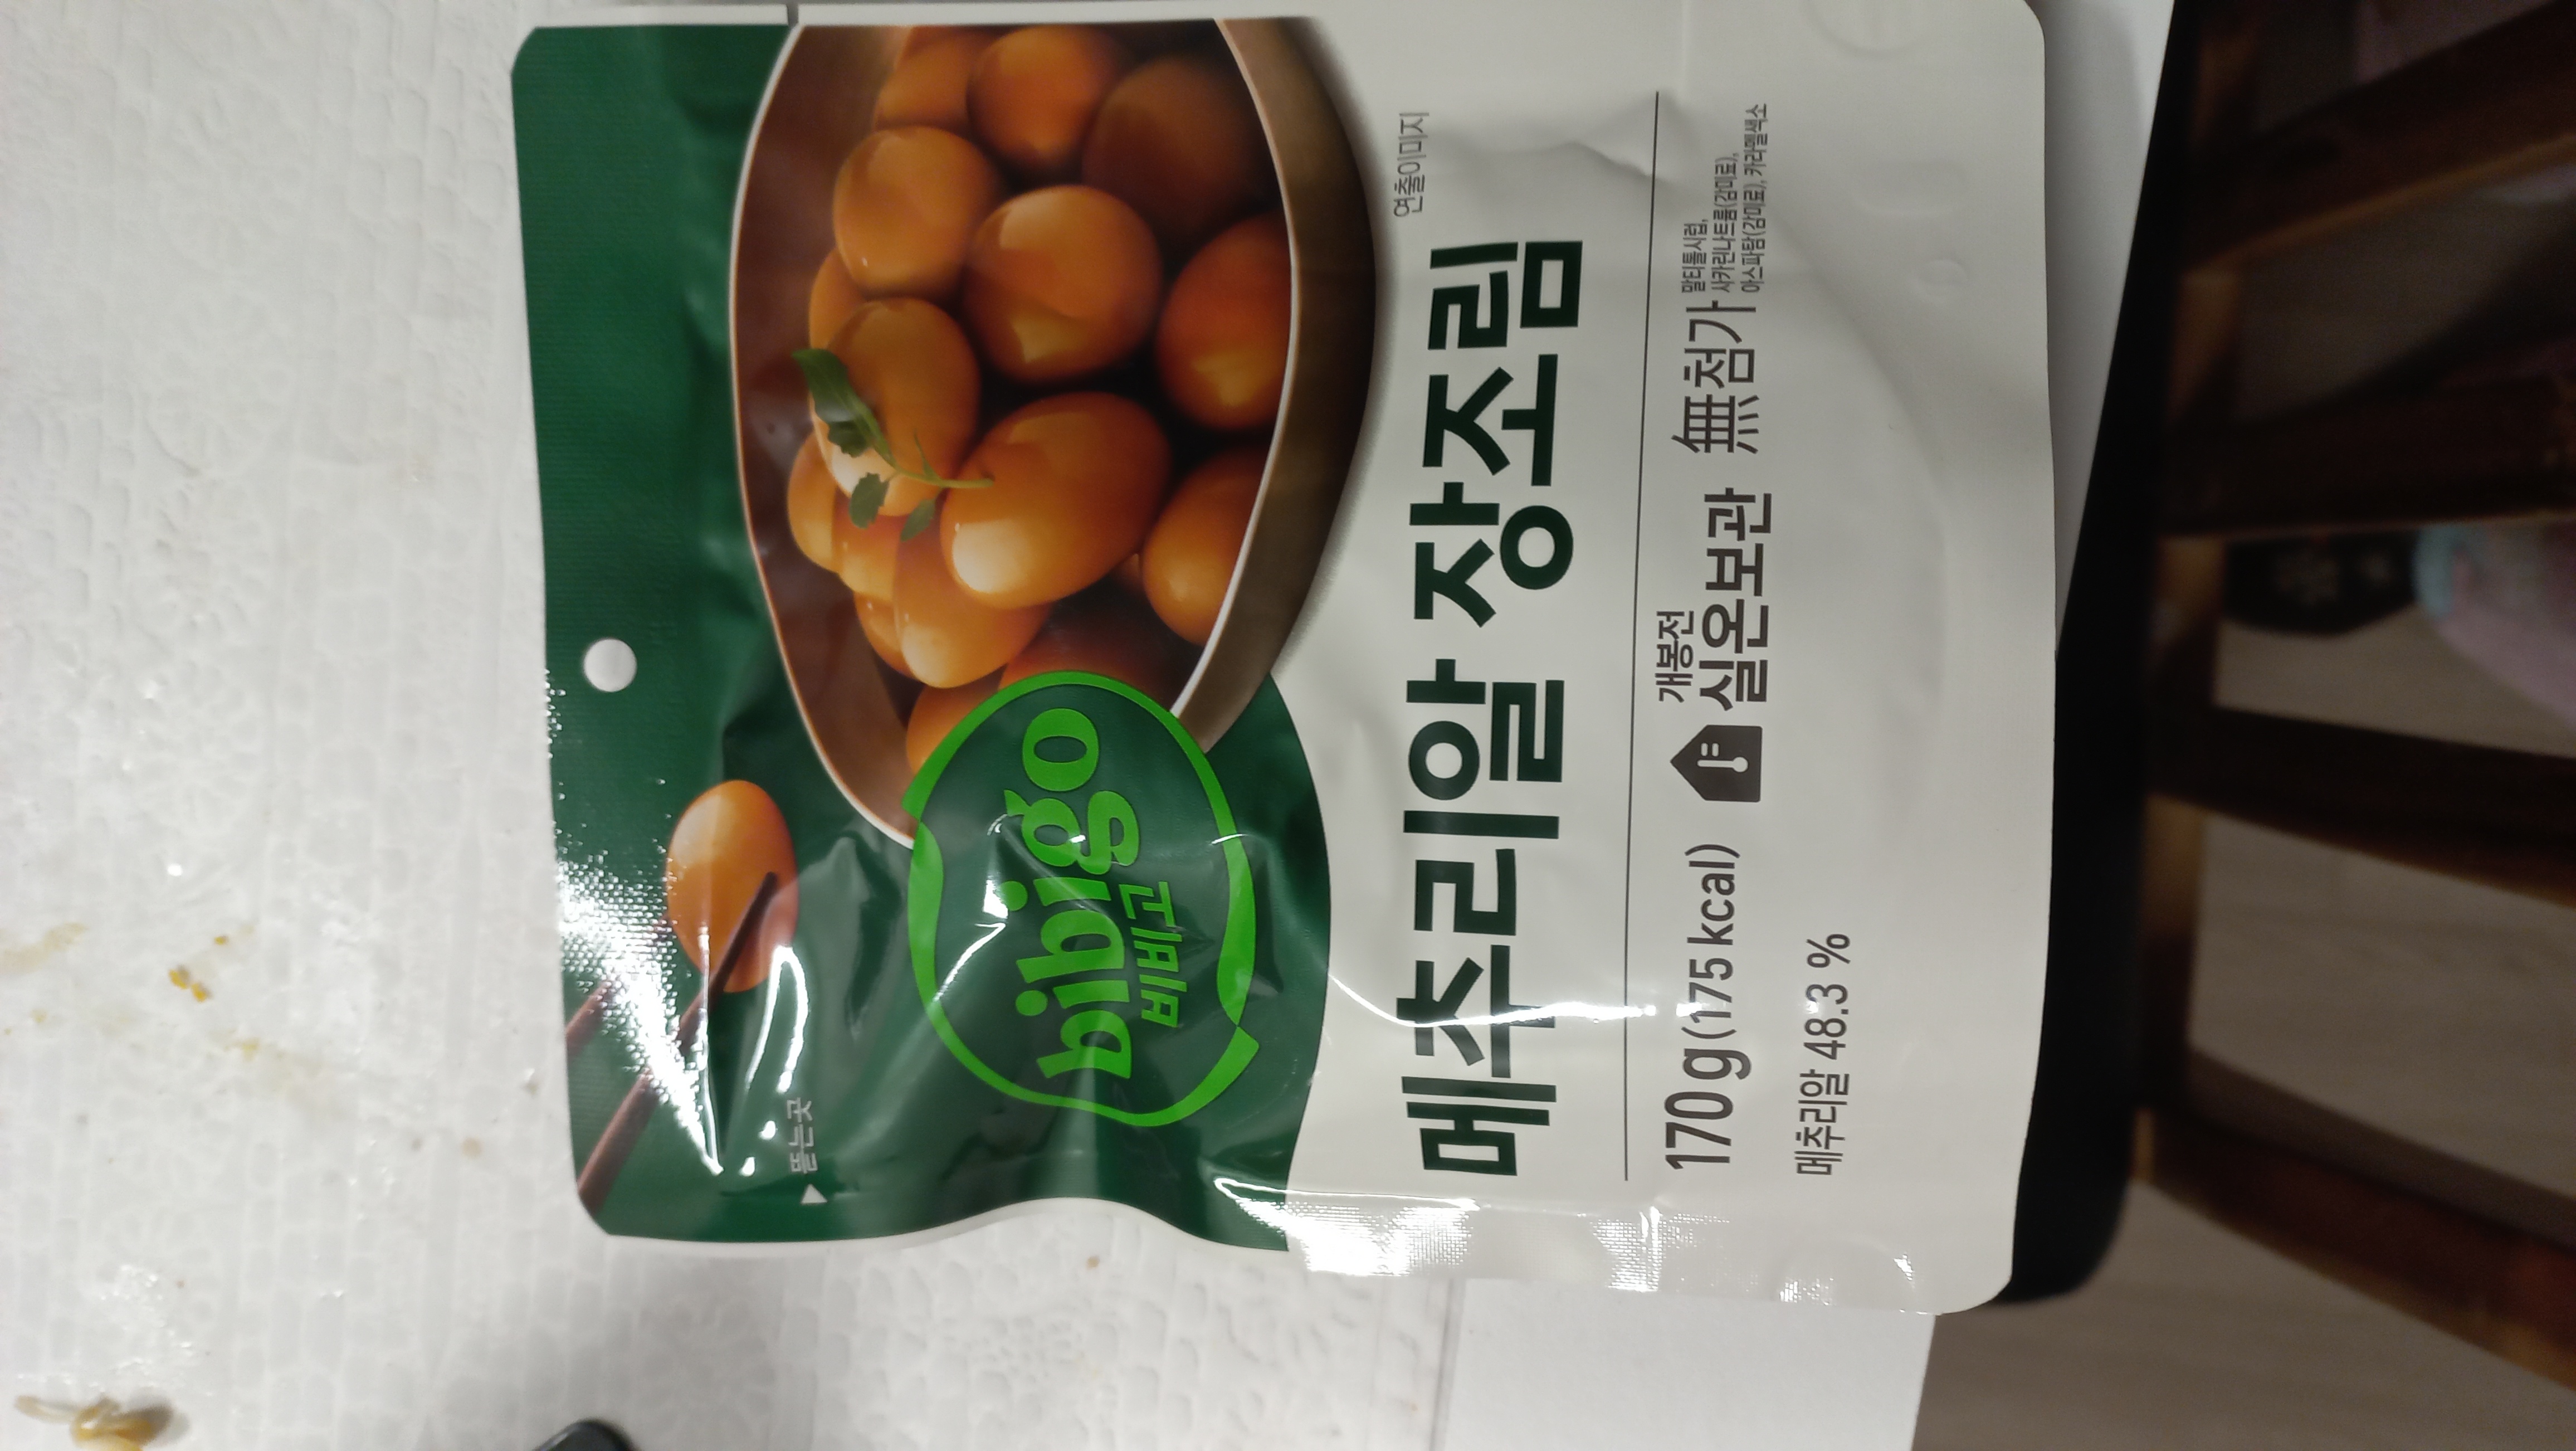 뜯는곳
bibigo
비비고
연출이미지
메추리알 장조림
170g(175 kcal)
개봉전
실온보관
無첨가
말티톨시럽,
사카린나트륨(감미료),
아스파탐(감미료), 카라멜색소
메추리알 48.3 %